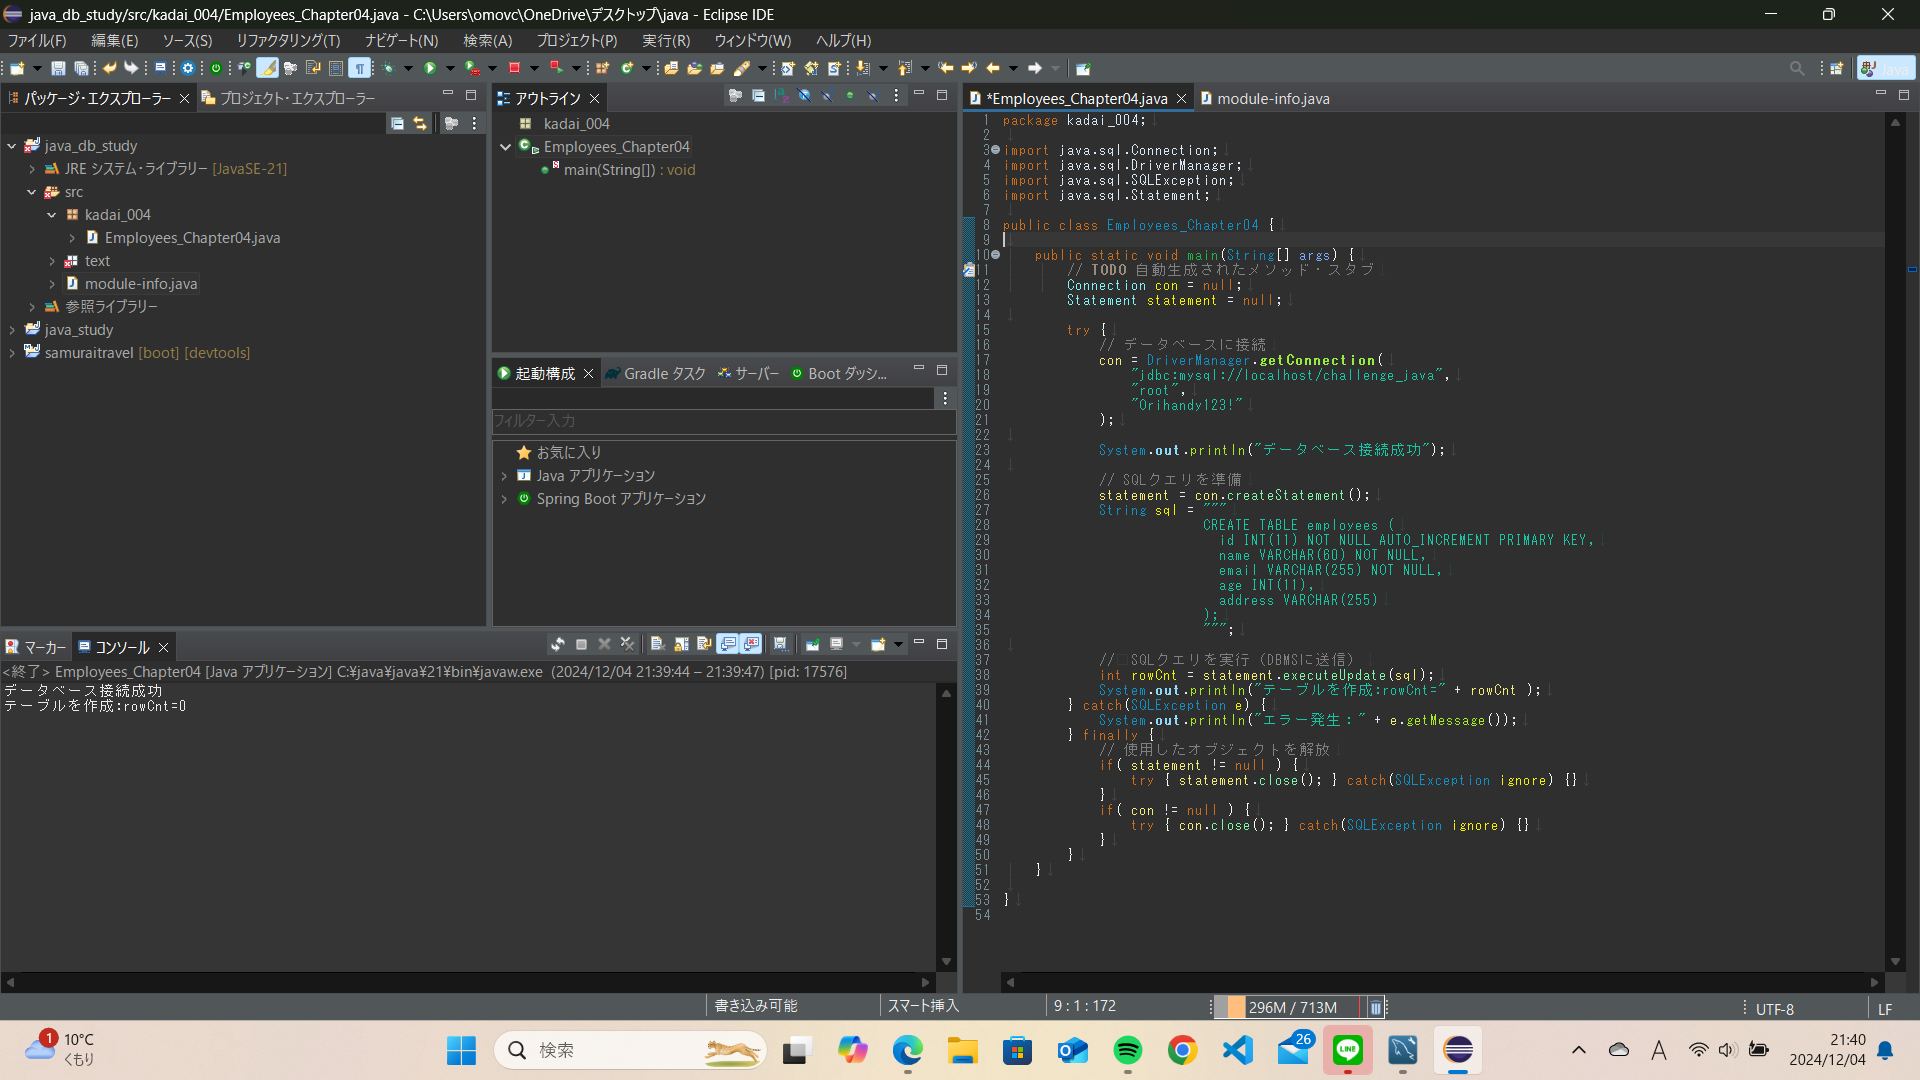 java_db_study/src/kadai_004/Employees_Chapter04.java - C:\Users\omovc\OneDrive\デスクトップ\java - Eclipse IDE
ファイル(F) 編集(E) ソース(S) リファクタリング(T) ナビゲート(N) 検索(A) プロジェクト(P) 実行(R) ウィンドウ(W) ヘルプ(H)
Java
パッケージ・エクスプローラー
プロジェクト・エクスプローラー
java_db_study
JRE システム・ライブラリー [JavaSE-21]
src
kadai_004
Employees_Chapter04.java
text
module-info.java
参照ライブラリー
java_study
samuraitravel [boot] [devtools]
アウトライン
kadai_004
Employees_Chapter04
main(String[]) : void
起動構成 Gradle タスク サーバー Boot ダッシ...
フィルター入力
お気に入り
Java アプリケーション
Spring Boot アプリケーション
マーカー コンソール
<終了> Employees_Chapter04 [Java アプリケーション] C:¥java¥java¥21¥bin¥javaw.exe (2024/12/04 21:39:44 – 21:39:47) [pid: 17576]
データベース接続成功
テーブルを作成:rowCnt=0
*Employees_Chapter04.java module-info.java
1 package kadai_004;
2
3 import java.sql.Connection;
4 import java.sql.DriverManager;
5 import java.sql.SQLException;
6 import java.sql.Statement;
7
8 public class Employees_Chapter04 {
9
10 public static void main(String[] args) {
11 // TODO 自動生成されたメソッド・スタブ
12 Connection con = null;
13 Statement statement = null;
14
15 try {
16 // データベースに接続
17 con = DriverManager.getConnection(
18 "jdbc:mysql://localhost/challenge_java",
19 "root",
20 "Orihandy123!"
21 );
22
23 System.out.println("データベース接続成功");
24
25 // SQLクエリを準備
26 statement = con.createStatement();
27 String sql = """
28 CREATE TABLE employees (
29 id INT(11) NOT NULL AUTO_INCREMENT PRIMARY KEY,
30 name VARCHAR(60) NOT NULL,
31 email VARCHAR(255) NOT NULL,
32 age INT(11),
33 address VARCHAR(255)
34 );
35 """;
36
37 // SQLクエリを実行（DBMSに送信）
38 int rowCnt = statement.executeUpdate(sql);
39 System.out.println("テーブルを作成:rowCnt=" + rowCnt );
40 } catch(SQLException e) {
41 System.out.println("エラー発生：" + e.getMessage());
42 } finally {
43 // 使用したオブジェクトを解放
44 if( statement != null ) {
45 try { statement.close(); } catch(SQLException ignore) {}
46 }
47 if( con != null ) {
48 try { con.close(); } catch(SQLException ignore) {}
49 }
50 }
51 }
52
53 }
54
書き込み可能 スマート挿入 9 : 1 : 172 296M / 713M UTF-8 LF
1
10°C
くもり
検索
26
LINE
A
21:40
2024/12/04